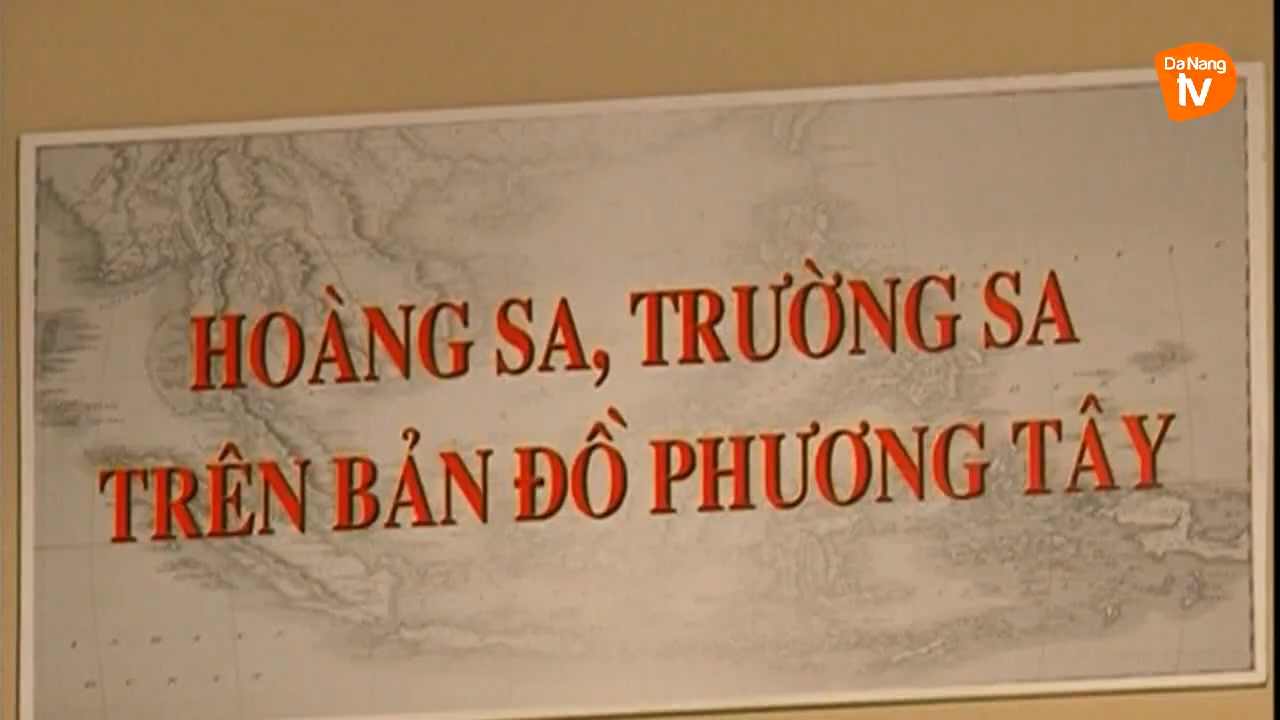 Da Nang
tv
HOÀNG SA, TRƯỜNG SA
TRÊN BẢN ĐỒ PHƯƠNG TÂY